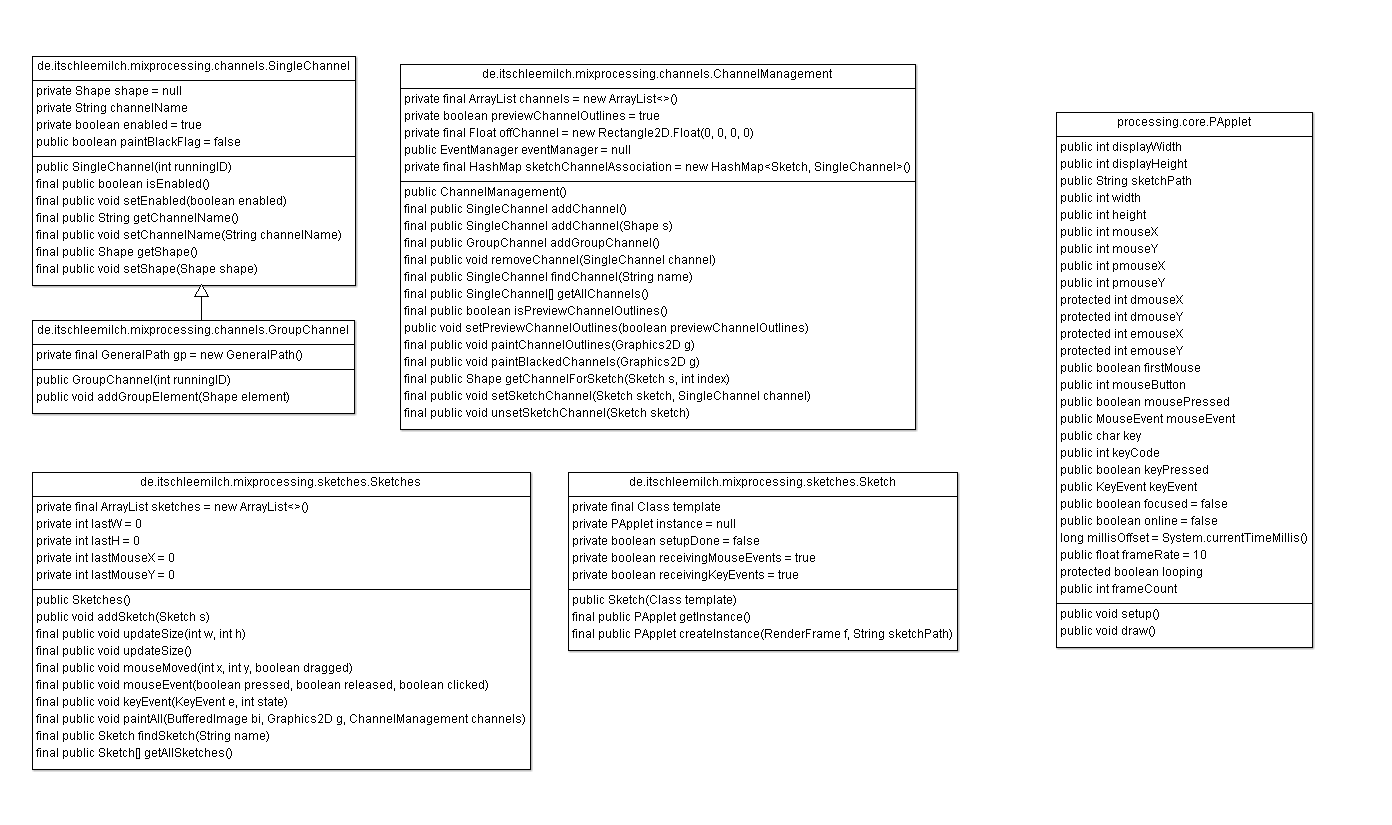 de.itschleemilch.mixprocessing.channels.SingleChannel
private Shape shape = null
private String channelName
private boolean enabled = true
public boolean paintBlackFlag = false
public SingleChannel(int runningID)
final public boolean isEnabled()
final public void setEnabled(boolean enabled)
final public String getChannelName()
final public void setChannelName(String channelName)
final public Shape getShape()
final public void setShape(Shape shape)
de.itschleemilch.mixprocessing.channels.GroupChannel
private final GeneralPath gp = new GeneralPath()
public GroupChannel(int runningID)
public void addGroupElement(Shape element)
de.itschleemilch.mixprocessing.channels.ChannelManagement
private final ArrayList channels = new ArrayList<>()
private boolean previewChannelOutlines = true
private final Float offChannel = new Rectangle2D.Float(0, 0, 0, 0)
public EventManager eventManager = null
private final HashMap sketchChannelAssociation = new HashMap<Sketch, SingleChannel>()
public ChannelManagement()
final public SingleChannel addChannel()
final public SingleChannel addChannel(Shape s)
final public GroupChannel addGroupChannel()
final public void removeChannel(SingleChannel channel)
final public SingleChannel findChannel(String name)
final public SingleChannel[] getAllChannels()
final public boolean isPreviewChannelOutlines()
public void setPreviewChannelOutlines(boolean previewChannelOutlines)
final public void paintChannelOutlines(Graphics2D g)
final public void paintBlackedChannels(Graphics2D g)
final public Shape getChannelForSketch(Sketch s, int index)
final public void setSketchChannel(Sketch sketch, SingleChannel channel)
final public void unsetSketchChannel(Sketch sketch)
processing.core.PApplet
public int displayWidth
public int displayHeight
public String sketchPath
public int width
public int height
public int mouseX
public int mouseY
public int pmouseX
public int pmouseY
protected int dmouseX
protected int dmouseY
protected int emouseX
protected int emouseY
public boolean firstMouse
public int mouseButton
public boolean mousePressed
public MouseEvent mouseEvent
public char key
public int keyCode
public boolean keyPressed
public KeyEvent keyEvent
public boolean focused = false
public boolean online = false
long millisOffset = System.currentTimeMillis()
public float frameRate = 10
protected boolean looping
public int frameCount
public void setup()
public void draw()
de.itschleemilch.mixprocessing.sketches.Sketches
private final ArrayList sketches = new ArrayList<>()
private int lastW = 0
private int lastH = 0
private int lastMouseX = 0
private int lastMouseY = 0
public Sketches()
public void addSketch(Sketch s)
final public void updateSize(int w, int h)
final public void updateSize()
final public void mouseMoved(int x, int y, boolean dragged)
final public void mouseEvent(boolean pressed, boolean released, boolean clicked)
final public void keyEvent(KeyEvent e, int state)
final public void paintAll(BufferedImage bi, Graphics2D g, ChannelManagement channels)
final public Sketch findSketch(String name)
final public Sketch[] getAllSketches()
de.itschleemilch.mixprocessing.sketches.Sketch
private final Class template
private PApplet instance = null
private boolean setupDone = false
private boolean receivingMouseEvents = true
private boolean receivingKeyEvents = true
public Sketch(Class template)
final public PApplet getInstance()
final public PApplet createInstance(RenderFrame f, String sketchPath)